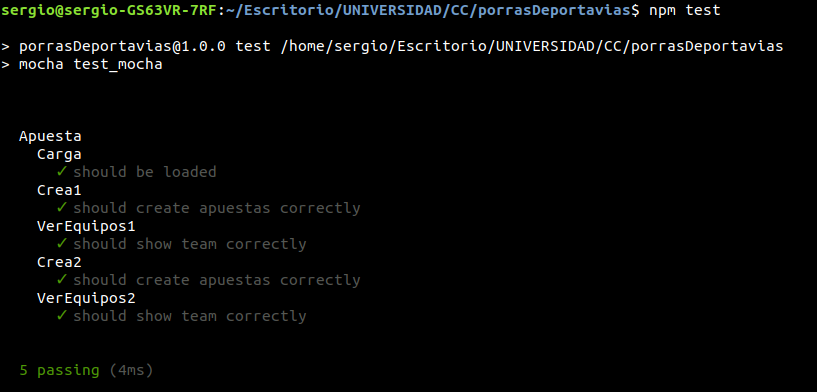 sergio@sergio-GS63VR-7RF:~/Escritorio/UNIVERSIDAD/CC/porrasDeportavias$ npm test
> porrasDeportavias@1.0.0 test /home/sergio/Escritorio/UNIVERSIDAD/CC/porrasDeportavias
> mocha test_mocha
Apuesta
Carga
✓ should be loaded
Crea1
✓ should create apuestas correctly
VerEquipos1
✓ should show team correctly
Crea2
✓ should create apuestas correctly
VerEquipos2
✓ should show team correctly
5 passing (4ms)